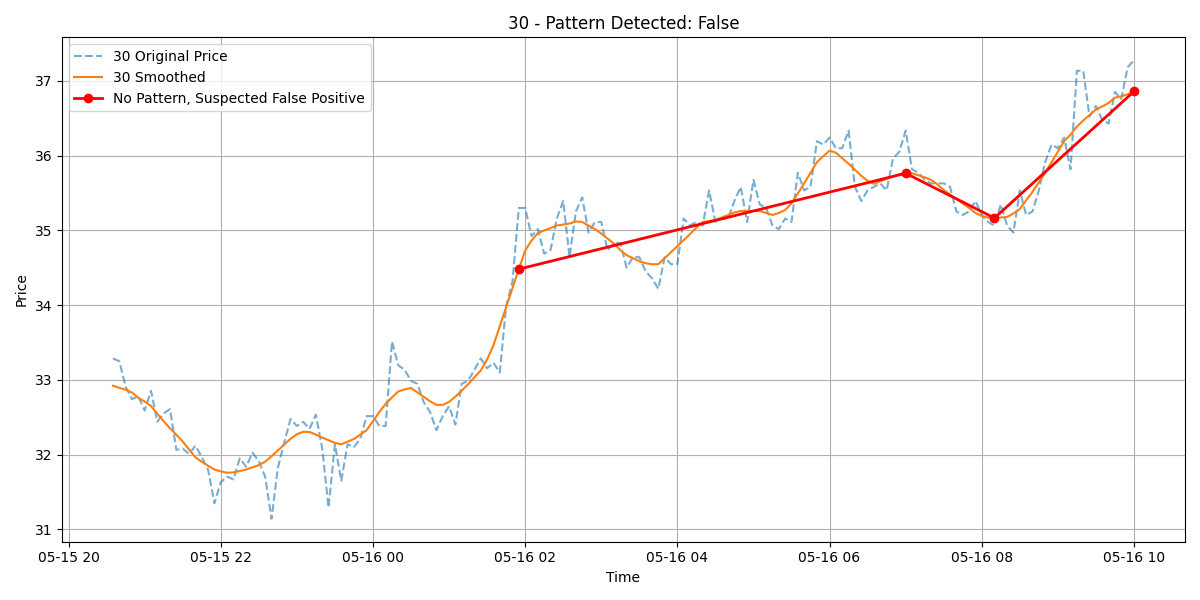 30 - Pattern Detected: False
30 Original Price
30 Smoothed
No Pattern, Suspected False Positive
Price
37
36
35
34
33
32
31
05-15 20
05-15 22
05-16 00
05-16 02
05-16 04
05-16 06
05-16 08
05-16 10
Time